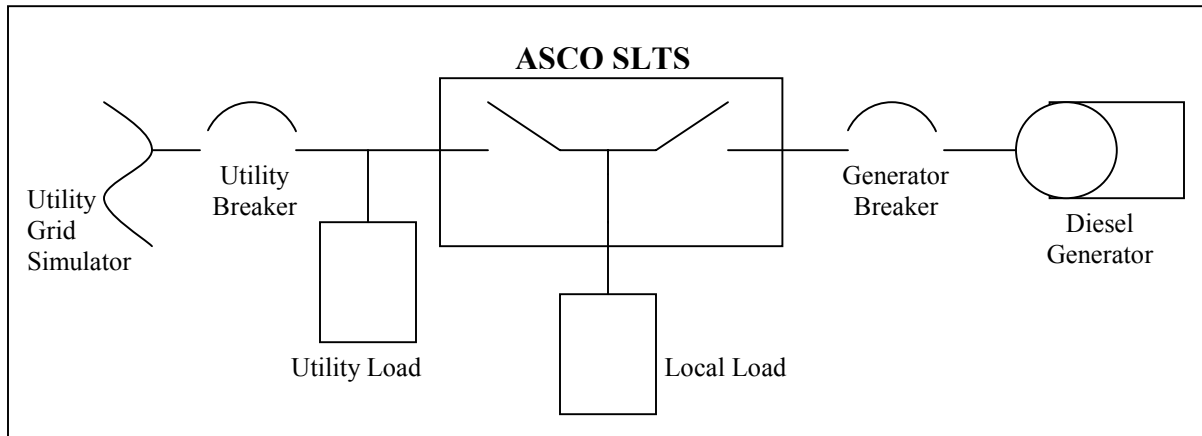 ASCO SLTS
Utility
Grid
Simulator
Utility
Breaker
Utility Load
Local Load
Generator
Breaker
Diesel
Generator